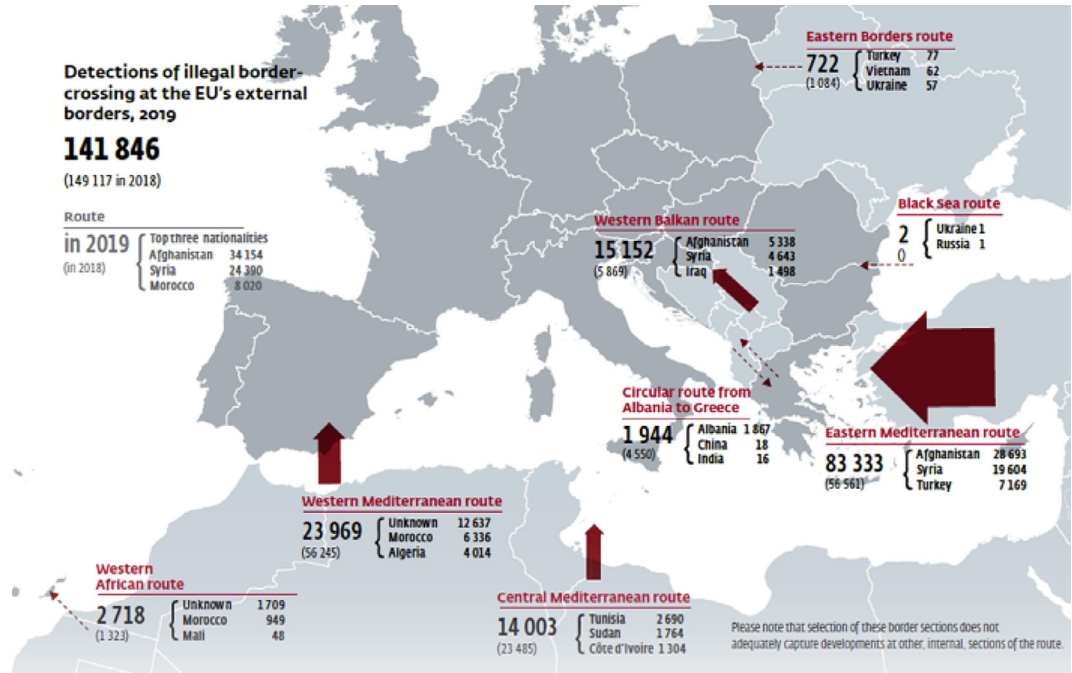 Detections of illegal border-
crossing at the EU's external
borders, 2019
141 846
(149 117 in 2018)
Route
in 2019
(in 2018)
Top three nationalities
Afghanistan 34 154
Syria 24 390
Morocco 8 020
Eastern Borders route
722
(1 084)
Turkey 77
Vietnam 62
Ukraine 57
Black Sea route
2
()
Ukraine 1
Russia 1
Western Balkan route
15 152
(5 869)
Afghanistan 5 338
Syria 4 643
Iraq 1 498
Circular route from
Albania to Greece
1 944
(4 550)
Albania 1 867
China 18
India 16
Eastern Mediterranean route
83 333
(56 561)
Afghanistan 28 693
Syria 19 604
Turkey 7 169
Western Mediterranean route
23 969
(56 245)
Unknown 12 637
Morocco 6 336
Algeria 4 014
Western
African route
2 718
(1 323)
Unknown 1 709
Morocco 949
Mali 48
Central Mediterranean route
14 003
(23 485)
Tunisia 2 690
Sudan 1 764
Côte d'Ivoire 1 304
Please note that selection of these border sections does not
adequately capture developments at other, internal, sections of the route.